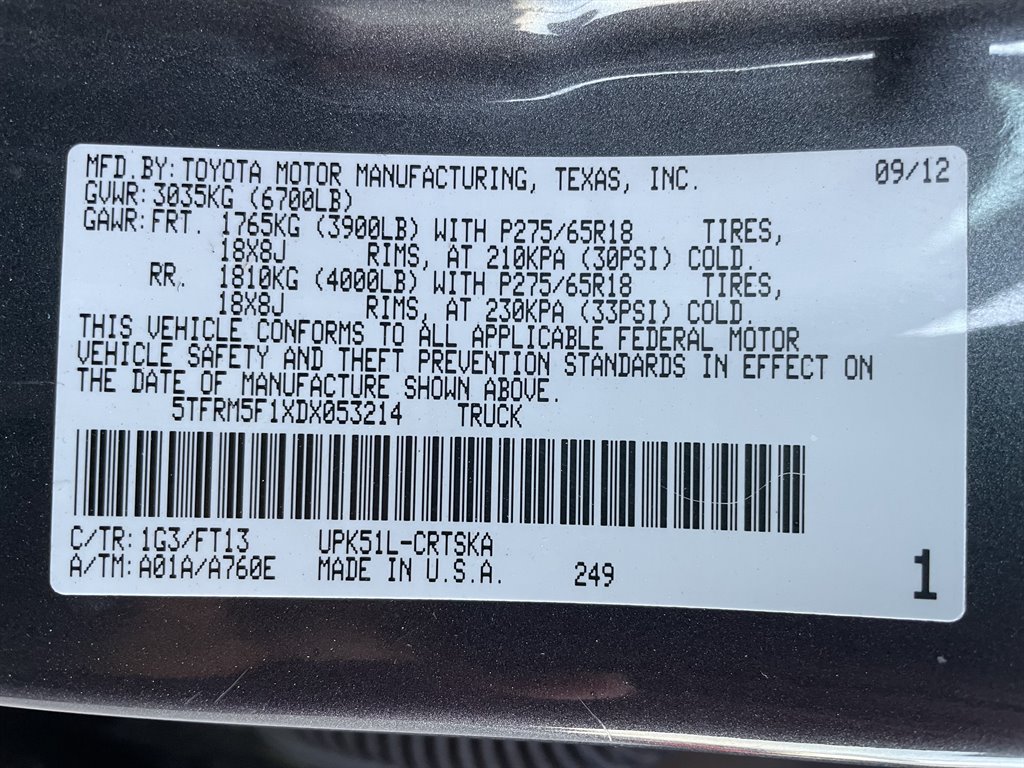 MFD.BY:TOYOTA MOTOR MANUFACTURING, TEXAS, INC. 09/12
GVWR:3035KG (6700LB)
GAWR:FRT. 1765KG (3900LB) WITH P275/65R18 TIRES,
18X8J RIMS, AT 210KPA (30PSI) COLD.
RR. 1810KG (4000LB) WITH P275/65R18 TIRES,
18X8J RIMS, AT 230KPA (33PSI) COLD.
THIS VEHICLE CONFORMS TO ALL APPLICABLE FEDERAL MOTOR
VEHICLE SAFETY AND THEFT PREVENTION STANDARDS IN EFFECT ON
THE DATE OF MANUFACTURE SHOWN ABOVE.
5TFRM5F1XDX053214 TRUCK
C/TR:1G3/FT13 UPK51L-CRTSKA
A/TM:A01A/A760E MADE IN U.S.A. 249 1